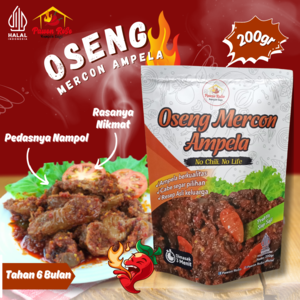 HALAL
INDONESIA
OSENG
MERCON AMPELA
200gr
Rasanya
Nikmat
Pedasnya Nampol
Oseng Mercon
Ampela
No Chili, No Life
Tahan 6 Bulan